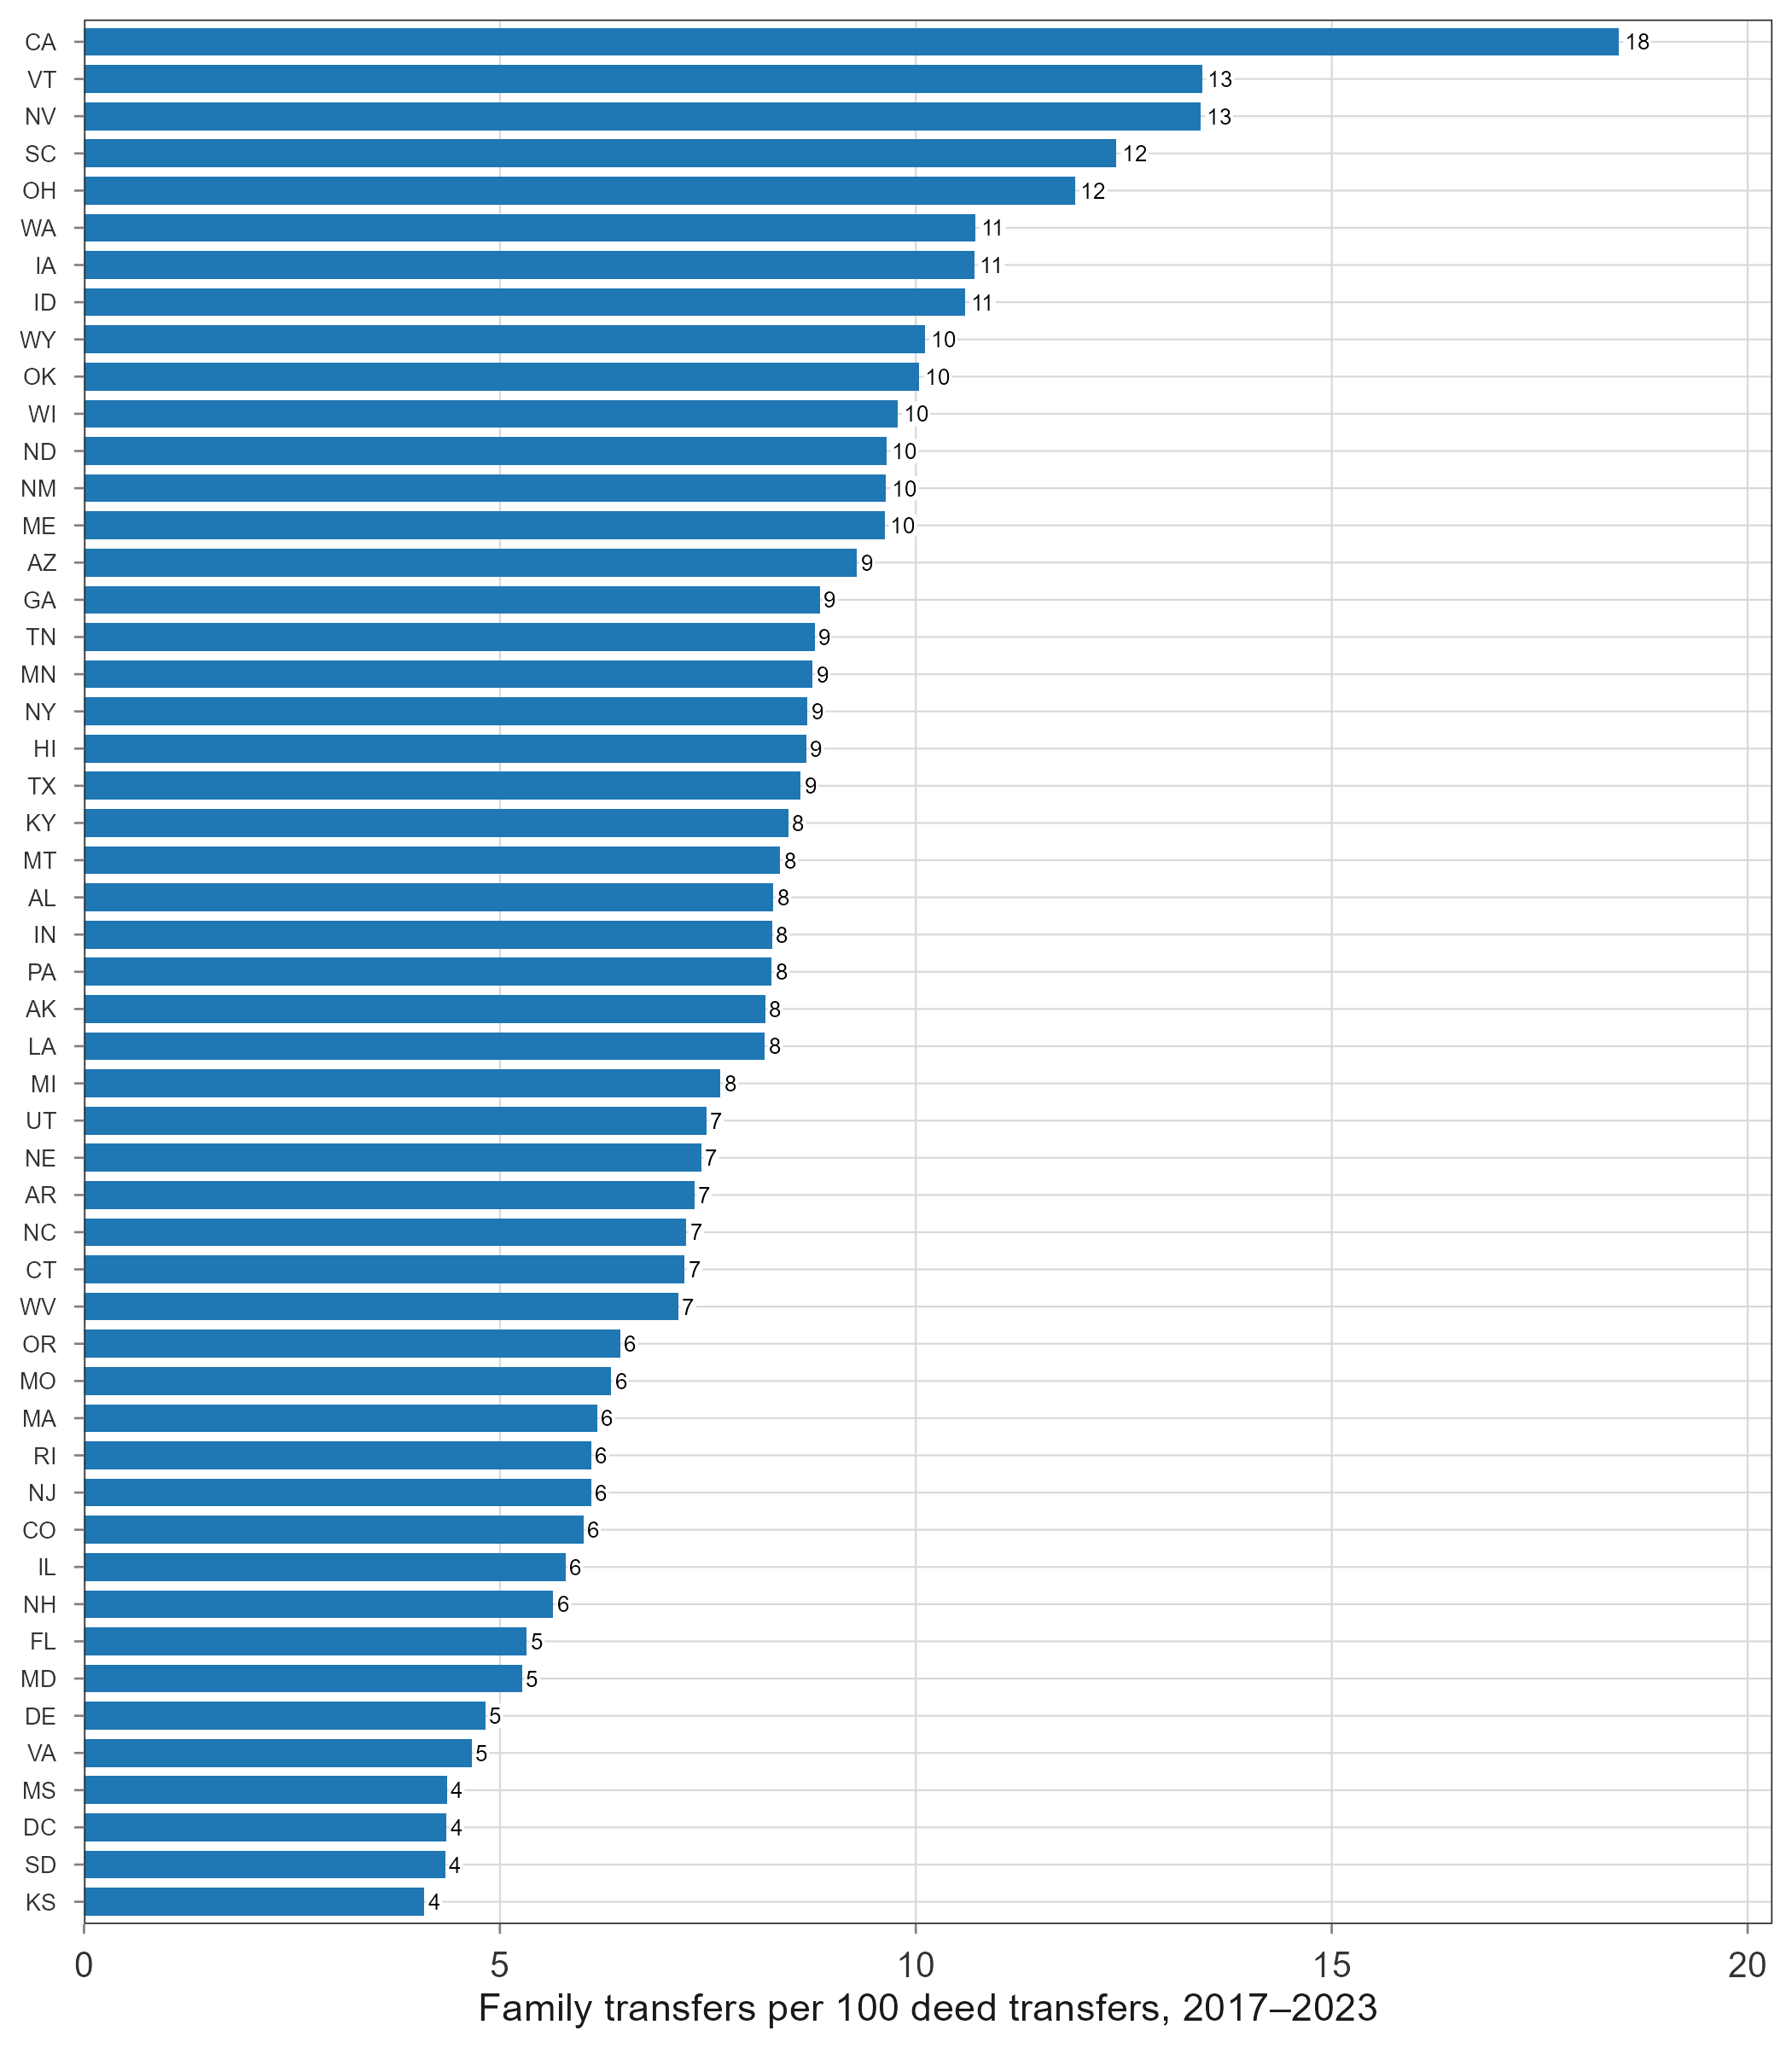 CA 18
VT 13
NV 13
SC 12
OH 12
WA 11
IA 11
ID 11
WY 10
OK 10
WI 10
ND 10
NM 10
ME 10
AZ 9
GA 9
TN 9
MN 9
NY 9
HI 9
TX 9
KY 8
MT 8
AL 8
IN 8
PA 8
AK 8
LA 8
MI 8
UT 7
NE 7
AR 7
NC 7
CT 7
WV 7
OR 6
MO 6
MA 6
RI 6
NJ 6
CO 6
IL 6
NH 6
FL 5
MD 5
DE 5
VA 5
MS 4
DC 4
SD 4
KS 4
0 5 10 15 20
Family transfers per 100 deed transfers, 2017–2023